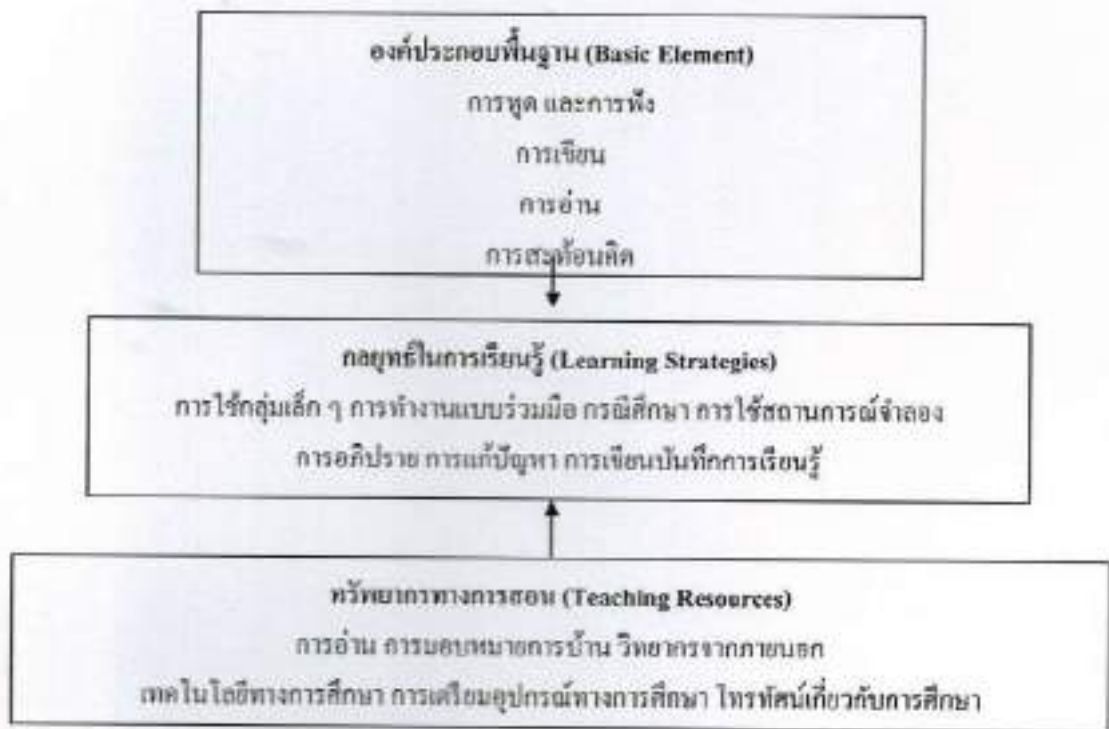 องค์ประกอบพื้นฐาน (Basic Element)
การพูด และการฟัง
การเขียน
การอ่าน
การสะท้อนคิด
กลยุทธ์ในการเรียนรู้ (Learning Strategies)
การใช้กลุ่มเล็ก ๆ การทำงานแบบร่วมมือ กรณีศึกษา การใช้สถานการณ์จำลอง
การอภิปราย การแก้ปัญหา การเขียนบันทึกการเรียนรู้
ทรัพยากรทางการสอน (Teaching Resources)
การอ่าน การมอบหมายการบ้าน วิทยากรจากภายนอก
เทคโนโลยีทางการศึกษา การเตรียมอุปกรณ์ทางการศึกษา โทรทัศน์เกี่ยวกับการศึกษา